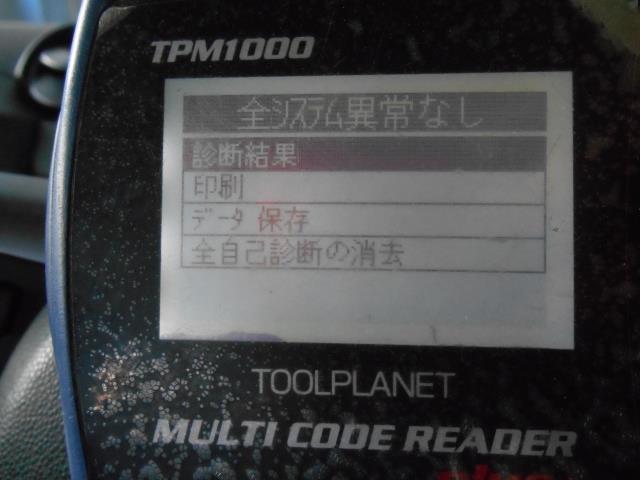 TPM1000
全システム異常なし
診断結果
印刷
データ 保存
全自己診断の消去
TOOLPLANET
MULTI CODE READER
plus